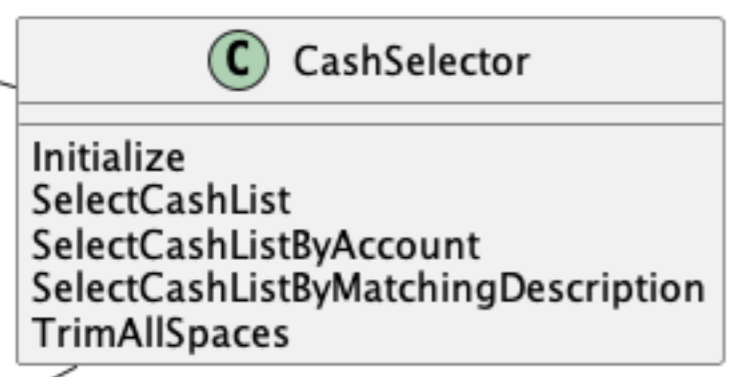 C CashSelector
Initialize
SelectCashList
SelectCashListByAccount
SelectCashListByMatchingDescription
TrimAllSpaces